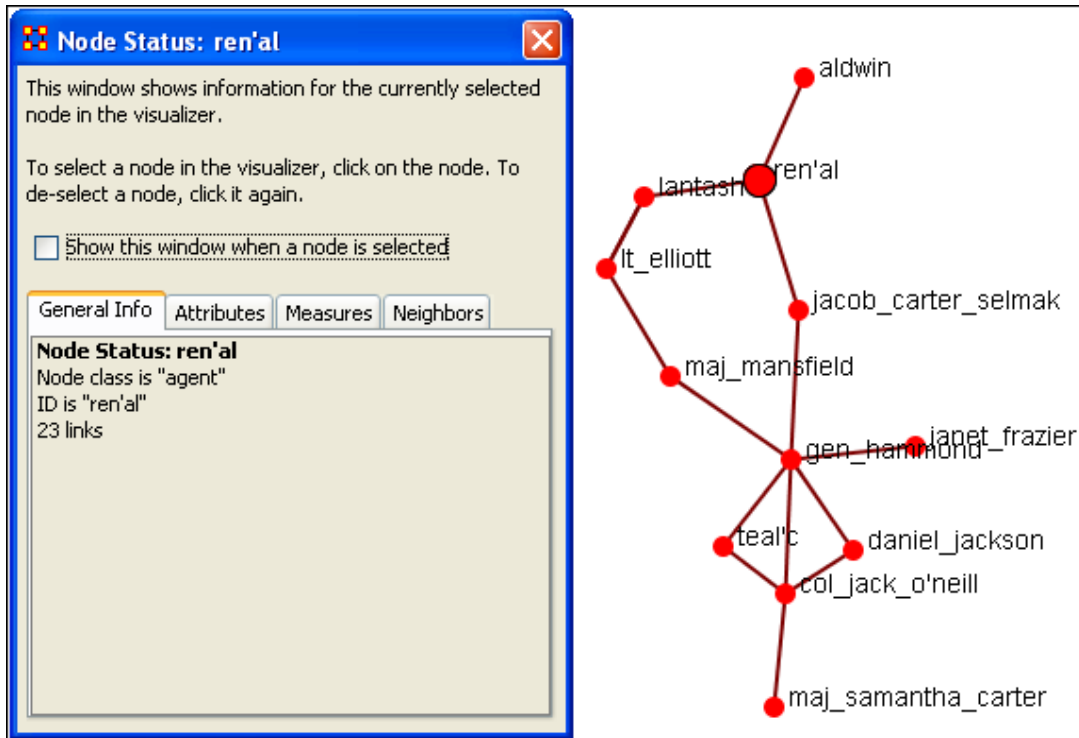 Node Status: ren'al
This window shows information for the currently selected
node in the visualizer.
To select a node in the visualizer, click on the node. To
de-select a node, click it again.
Show this window when a node is selected
General Info Attributes Measures Neighbors
Node Status: ren'al
Node class is "agent"
ID is "ren'al"
23 links
aldwin
ren'al
lantash
lt_elliott
jacob_carter_selmak
maj_mansfield
janet_frazier
gen_hammond
teal'c
daniel_jackson
col_jack_o'neill
maj_samantha_carter